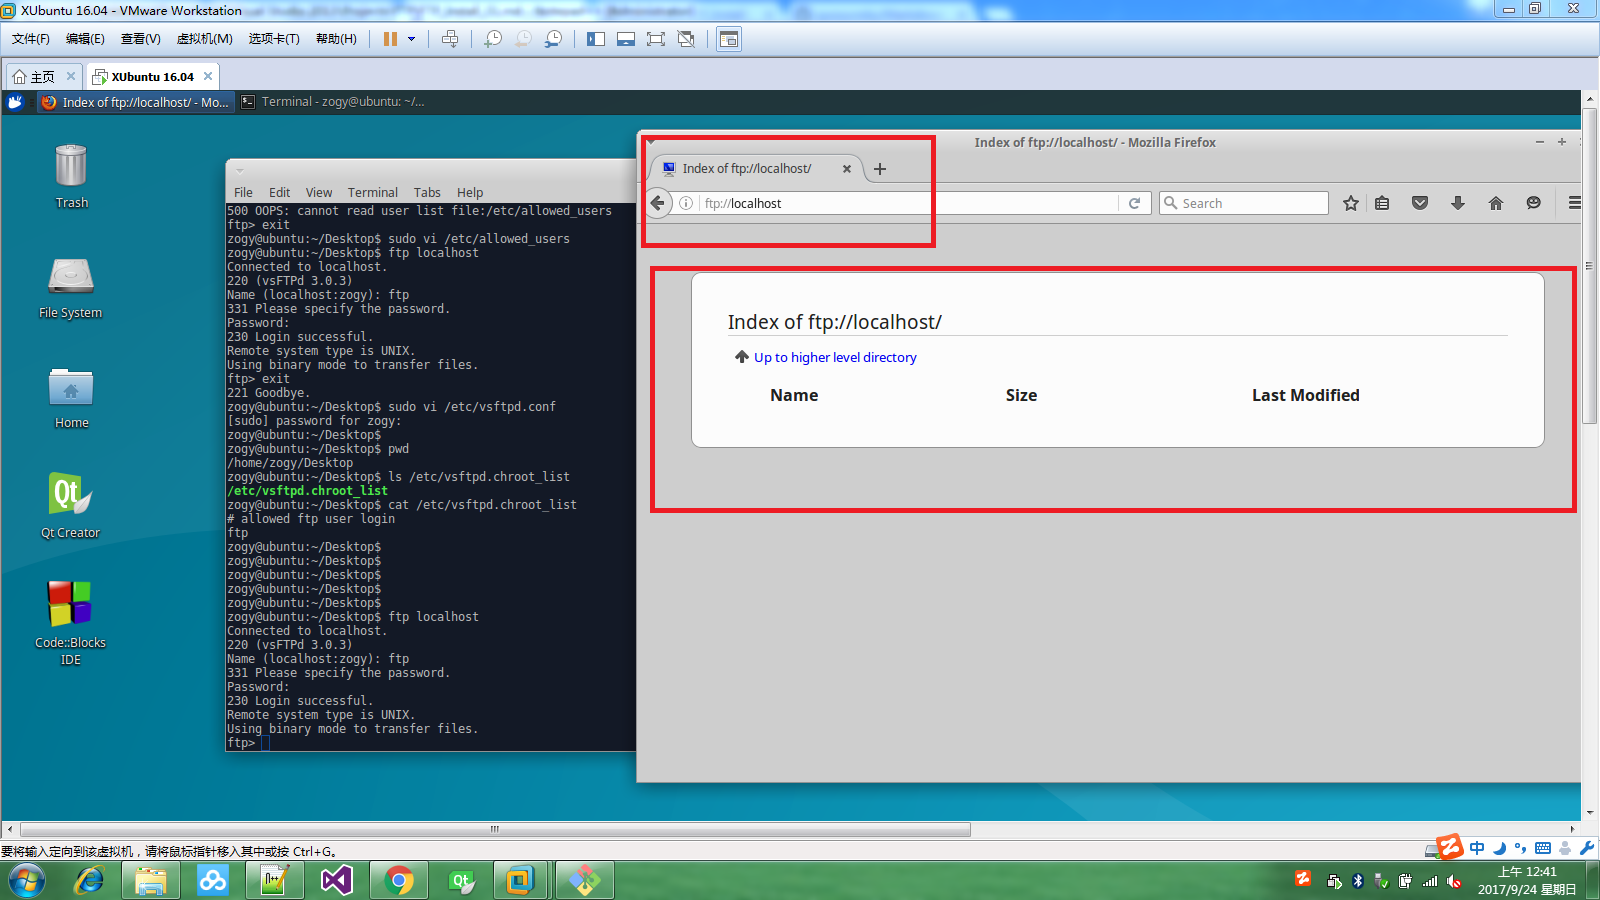 XUbuntu 16.04 - VMware Workstation
文件(F) 编辑(E) 查看(V) 虚拟机(M) 选项卡(T) 帮助(H)
主页 XUbuntu 16.04
Index of ftp://localhost/ - Mo... Terminal - zogy@ubuntu: ~/...
Trash
File System
Home
Qt Creator
Code::Blocks
IDE
File Edit View Terminal Tabs Help
500 OOPS: cannot read user list file:/etc/allowed_users
ftp> exit
zogy@ubuntu:~/Desktop$ sudo vi /etc/allowed_users
zogy@ubuntu:~/Desktop$ ftp localhost
Connected to localhost.
220 (vsFTPd 3.0.3)
Name (localhost:zogy): ftp
331 Please specify the password.
Password:
230 Login successful.
Remote system type is UNIX.
Using binary mode to transfer files.
ftp> exit
221 Goodbye.
zogy@ubuntu:~/Desktop$ sudo vi /etc/vsftpd.conf
[sudo] password for zogy:
zogy@ubuntu:~/Desktop$
zogy@ubuntu:~/Desktop$ pwd
/home/zogy/Desktop
zogy@ubuntu:~/Desktop$ ls /etc/vsftpd.chroot_list
/etc/vsftpd.chroot_list
zogy@ubuntu:~/Desktop$ cat /etc/vsftpd.chroot_list
# allowed ftp user login
ftp
zogy@ubuntu:~/Desktop$
zogy@ubuntu:~/Desktop$
zogy@ubuntu:~/Desktop$
zogy@ubuntu:~/Desktop$
zogy@ubuntu:~/Desktop$
zogy@ubuntu:~/Desktop$ ftp localhost
Connected to localhost.
220 (vsFTPd 3.0.3)
Name (localhost:zogy): ftp
331 Please specify the password.
Password:
230 Login successful.
Remote system type is UNIX.
Using binary mode to transfer files.
ftp>
Index of ftp://localhost/ - Mozilla Firefox
Index of ftp://localhost/
ftp://localhost Search
Index of ftp://localhost/
Up to higher level directory
Name Size Last Modified
要将输入定向到该虚拟机，请将鼠标指针移入其中或按 Ctrl+G。
中
上午 12:41
2017/9/24 星期日